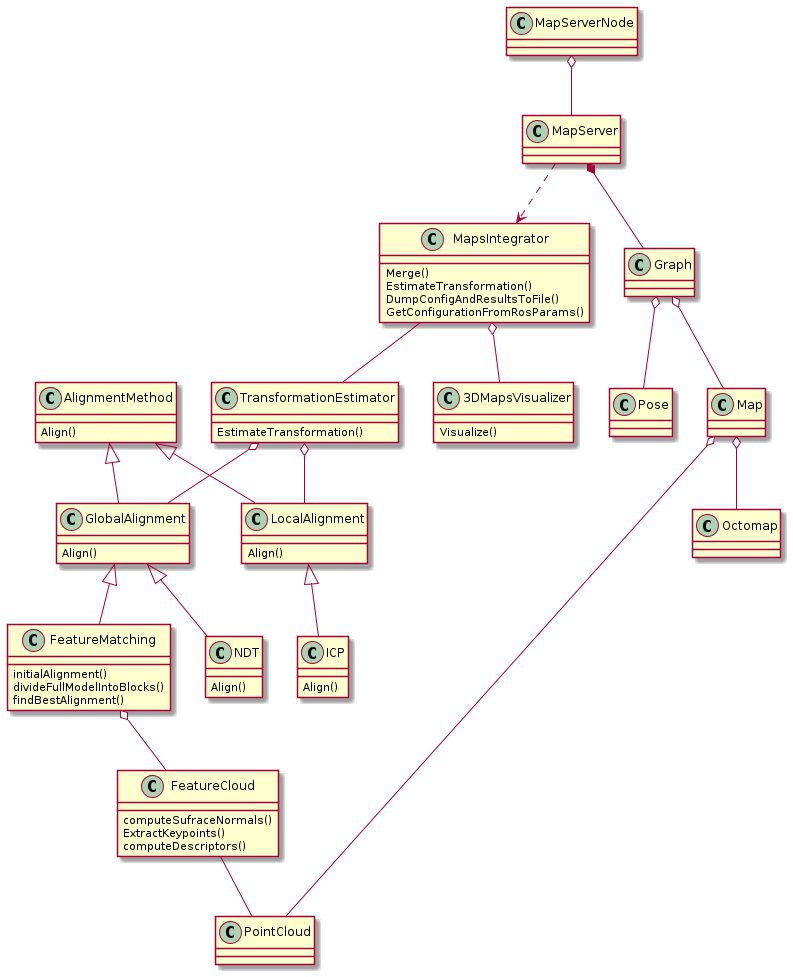 C MapServerNode
C MapServer
C MapsIntegrator
Merge()
EstimateTransformation()
DumpConfigAndResultsToFile()
GetConfigurationFromRosParams()
C Graph
C AlignmentMethod
Align()
C TransformationEstimator
EstimateTransformation()
C 3DMapsVisualizer
Visualize()
C Pose
C Map
C GlobalAlignment
Align()
C LocalAlignment
Align()
C Octomap
C FeatureMatching
initialAlignment()
divideFullModelIntoBlocks()
findBestAlignment()
C NDT
Align()
C ICP
Align()
C FeatureCloud
computeSufraceNormals()
ExtractKeypoints()
computeDescriptors()
C PointCloud